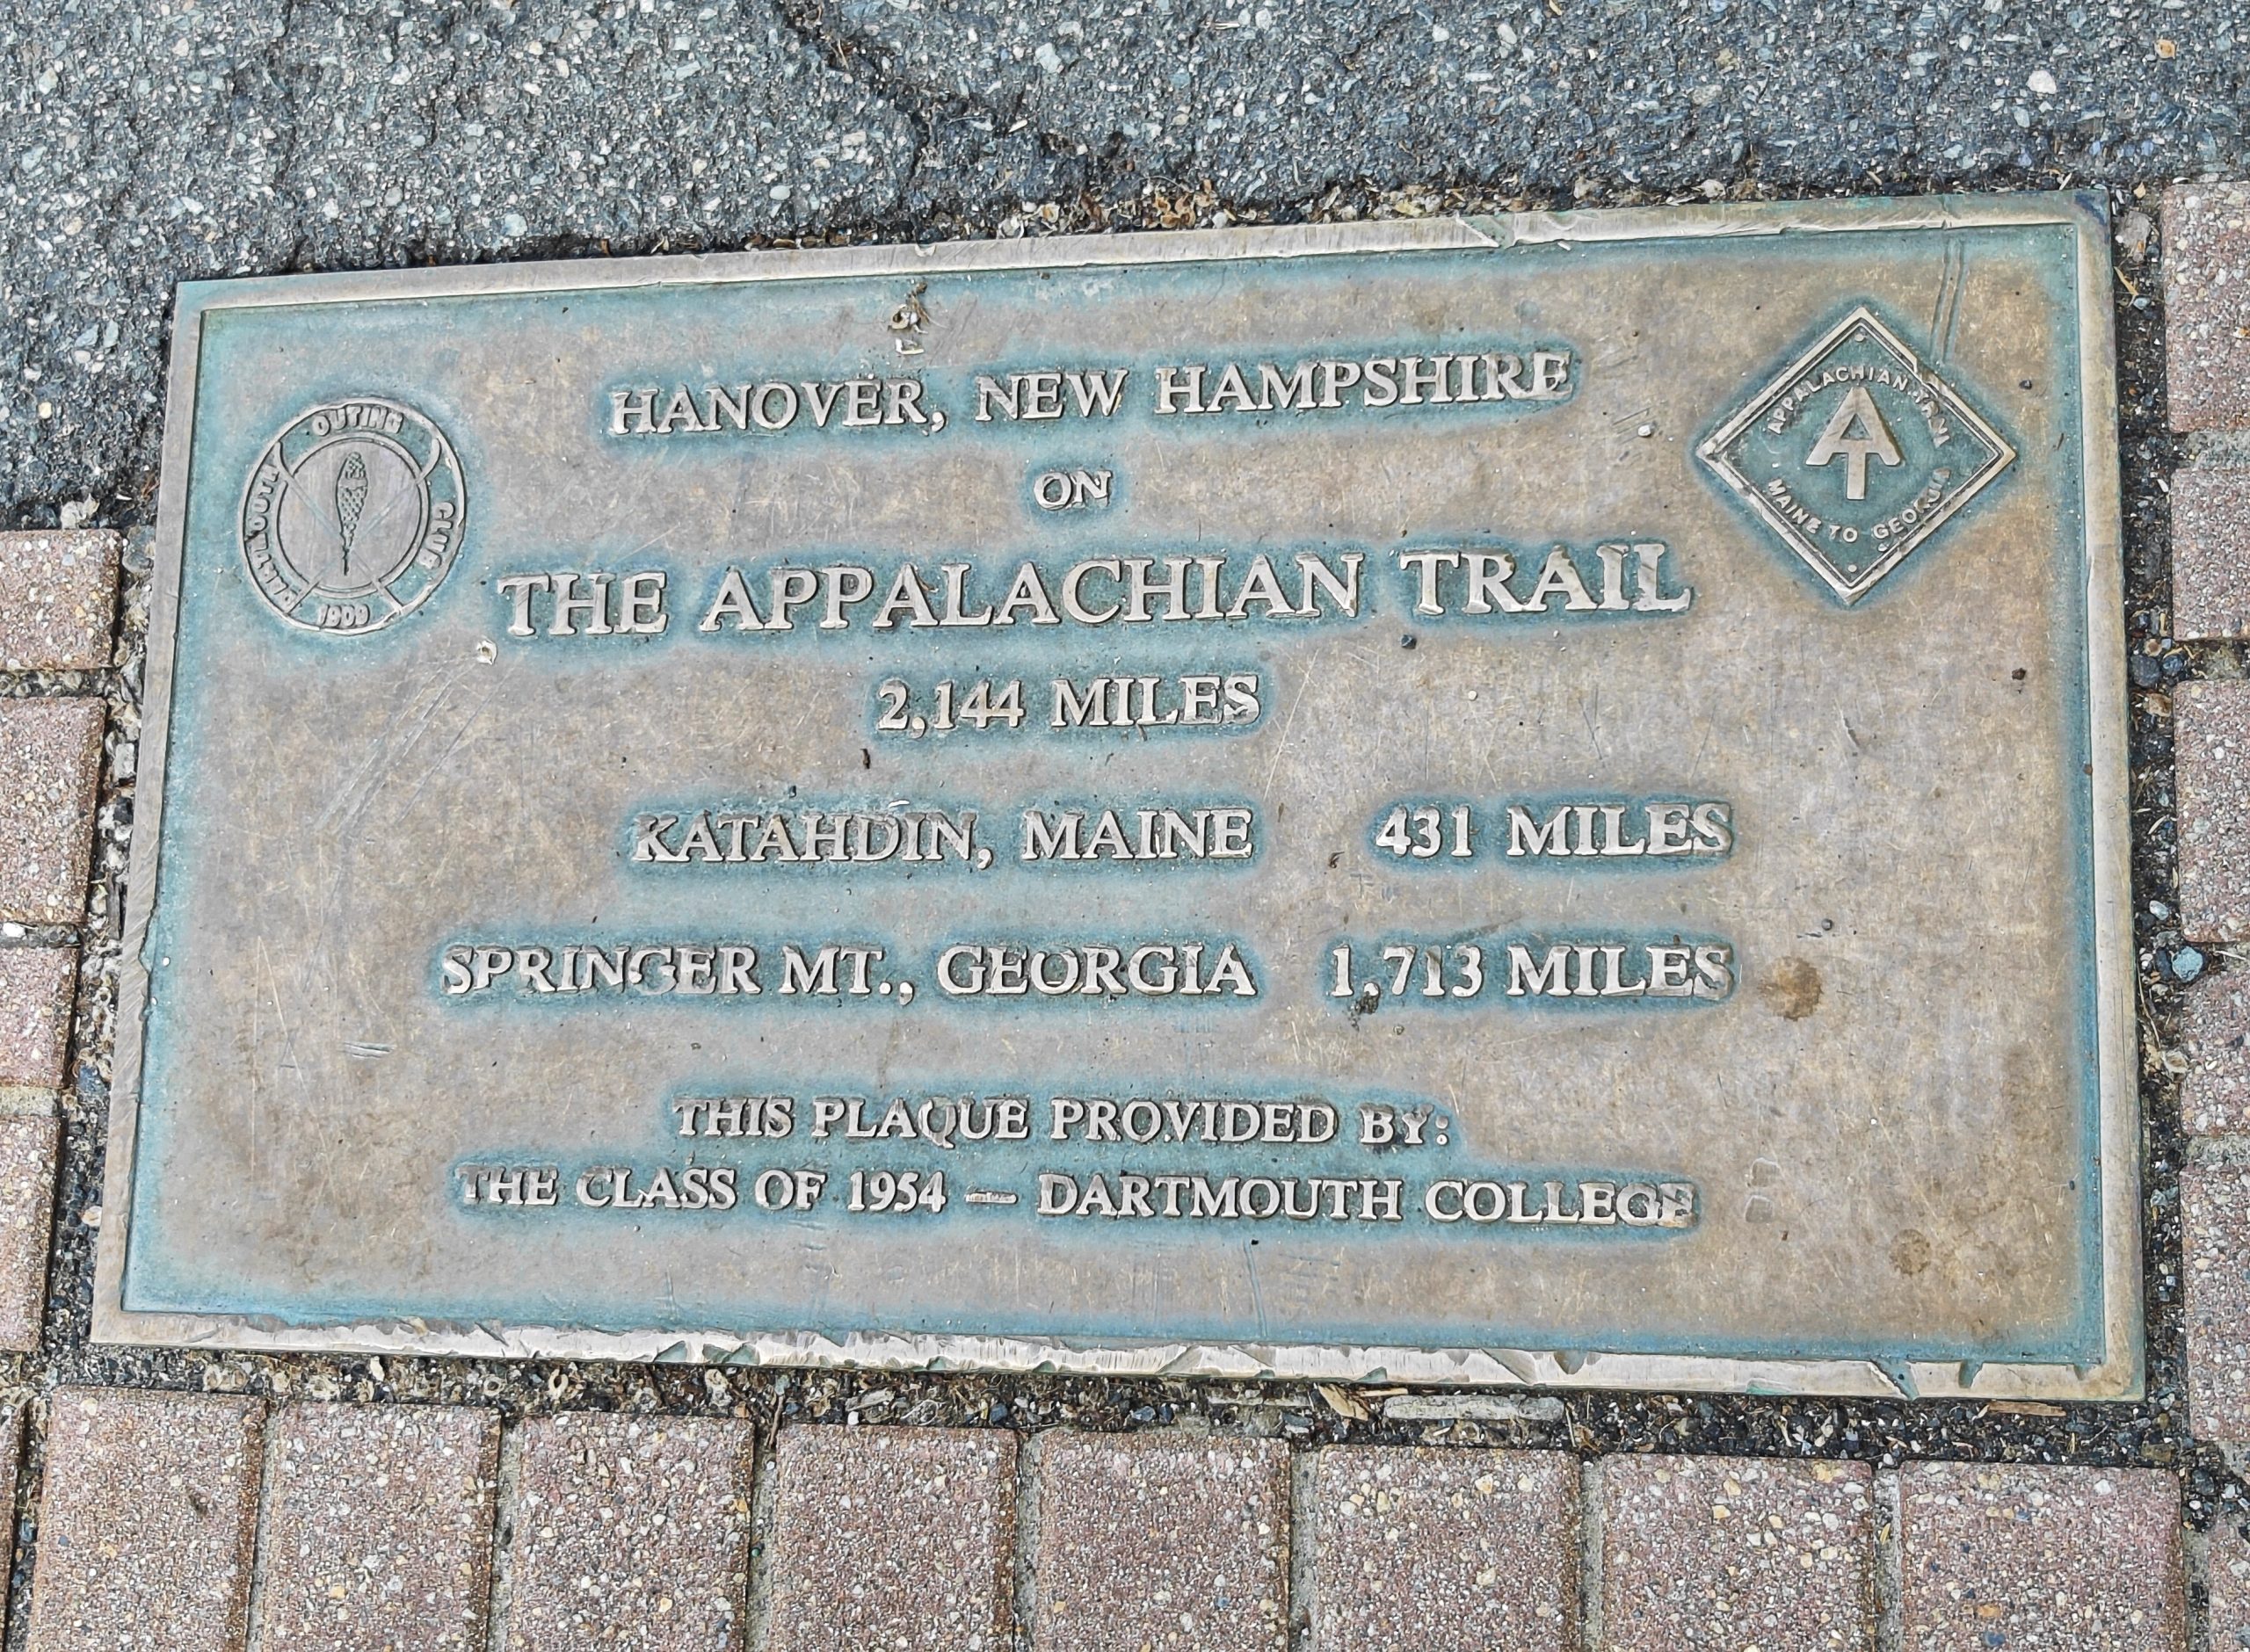 HANOVER, NEW HAMPSHIRE
ON
THE APPALACHIAN TRAIL
2,144 MILES
KATAHDIN, MAINE 431 MILES
SPRINGER MT., GEORGIA 1,713 MILES
THIS PLAQUE PROVIDED BY:
THE CLASS OF 1954 — DARTMOUTH COLLEGE
OUTING
CLUB
1909
APPALACHIAN TRAIL
AT
MAINE TO GEORGIA